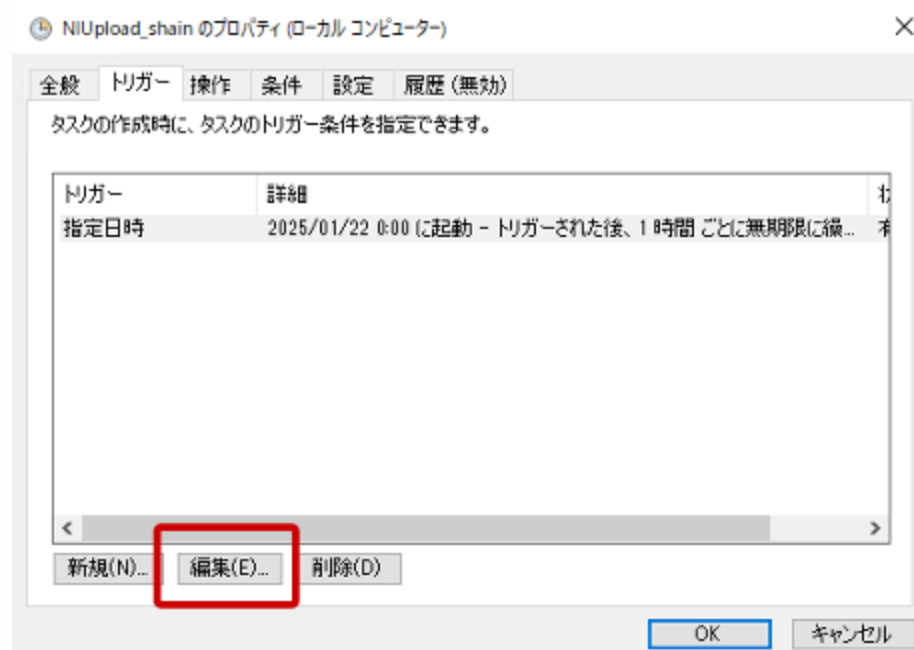 NIUpload_shain のプロパティ (ローカル コンピューター)
全般 トリガー 操作 条件 設定 履歴 (無効)
タスクの作成時に、タスクのトリガー条件を指定できます。
トリガー 詳細
指定日時 2025/01/22 0:00 に起動 - トリガーされた後、1 時間 ごとに無期限に繰...
新規(N)... 編集(E)... 削除(D)
OK キャンセル